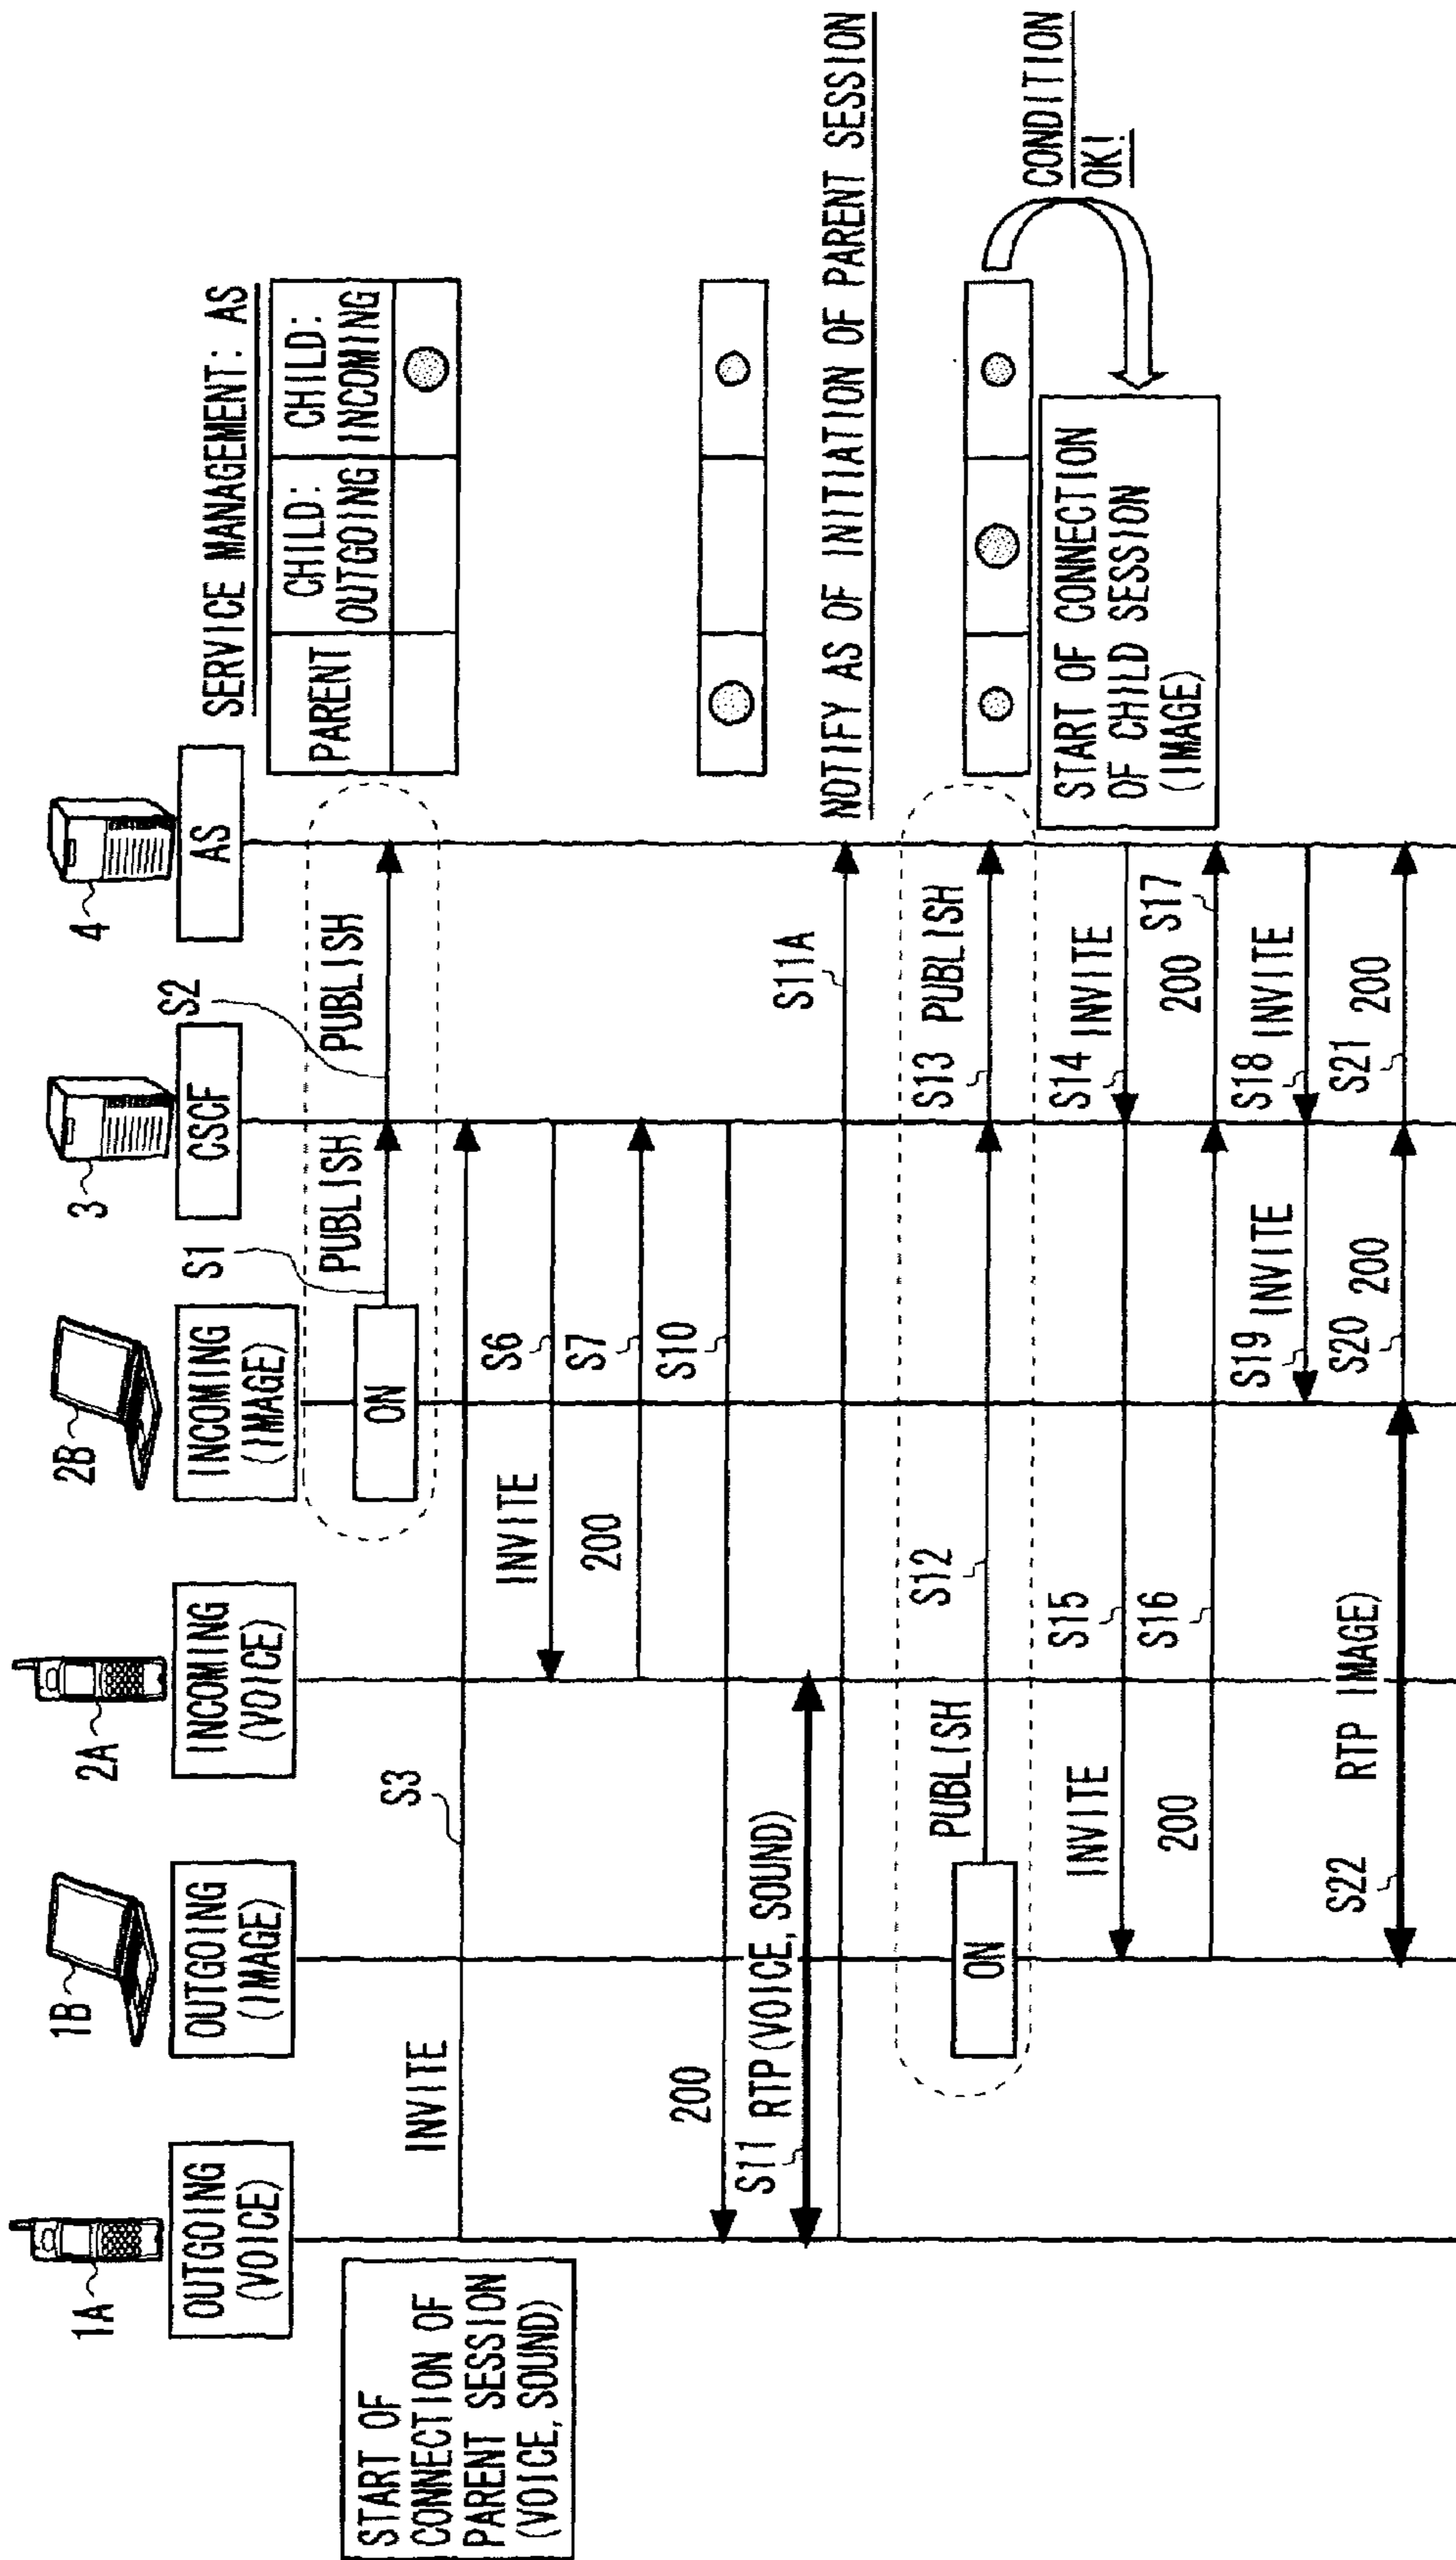 1A
1B
2A
2B
3
4
OUTGOING
(VOICE)
OUTGOING
(IMAGE)
INCOMING
(VOICE)
INCOMING
(IMAGE)
CSCF
AS
SERVICE MANAGEMENT: AS
PARENT
CHILD:
OUTGOING
CHILD:
INCOMING
START OF
CONNECTION OF
PARENT SESSION
(VOICE, SOUND)
ON
S1
PUBLISH
S2
PUBLISH
INVITE
S3
INVITE
S6
200
S7
200
S10
S11
RTP (VOICE, SOUND)
S11A
NOTIFY AS OF INITIATION OF PARENT SESSION
ON
PUBLISH
S12
S13
PUBLISH
CONDITION
OK!
START OF CONNECTION
OF CHILD SESSION
(IMAGE)
INVITE
S15
S14
INVITE
200
S16
200
S17
S19
INVITE
S18
INVITE
S22
RTP IMAGE)
S20
200
S21
200